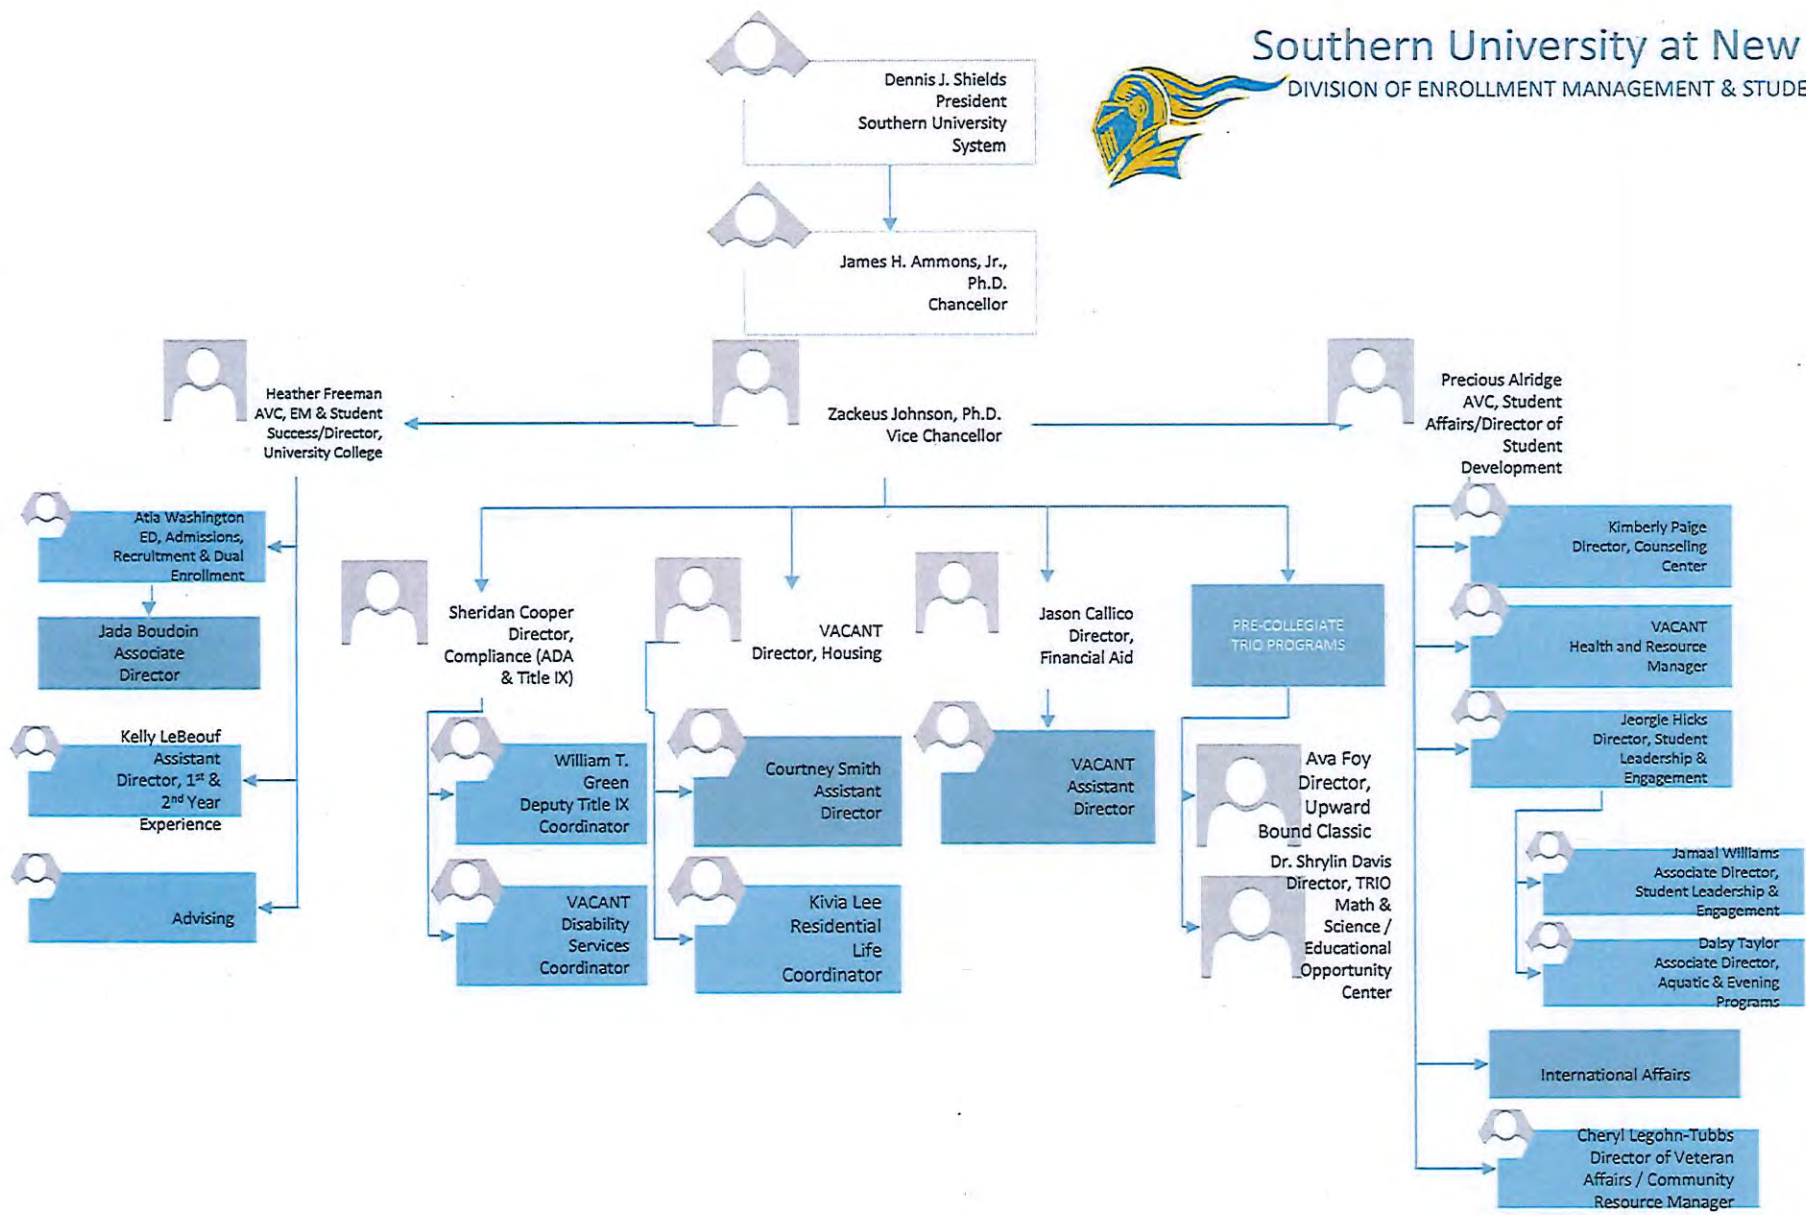 Southern University at New
DIVISION OF ENROLLMENT MANAGEMENT & STUDE
Dennis J. Shields
President
Southern University
System
James H. Ammons, Jr.,
Ph.D.
Chancellor
Heather Freeman
AVC, EM & Student
Success/Director,
University College
Zackeus Johnson, Ph.D.
Vice Chancellor
Precious Alridge
AVC, Student
Affairs/Director of
Student
Development
Atla Washington
ED, Admissions,
Recruitment & Dual
Enrollment
Jada Boudoin
Associate
Director
Kelly LeBeouf
Assistant
Director, 1st &
2nd Year
Experience
Advising
Sheridan Cooper
Director,
Compliance (ADA
& Title IX)
William T.
Green
Deputy Title IX
Coordinator
VACANT
Disability
Services
Coordinator
VACANT
Director, Housing
Courtney Smith
Assistant
Director
Kivia Lee
Residential
Life
Coordinator
Jason Callico
Director,
Financial Aid
VACANT
Assistant
Director
PRE-COLLEGIATE
TRIO PROGRAMS
Ava Foy
Director,
Upward
Bound Classic
Dr. Shrylin Davis
Director, TRIO
Math &
Science /
Educational
Opportunity
Center
Kimberly Paige
Director, Counseling
Center
VACANT
Health and Resource
Manager
Jeorgie Hicks
Director, Student
Leadership &
Engagement
Jamaal Williams
Associate Director,
Student Leadership &
Engagement
Daisy Taylor
Associate Director,
Aquatic & Evening
Programs
International Affairs
Cheryl Legohn-Tubbs
Director of Veteran
Affairs / Community
Resource Manager